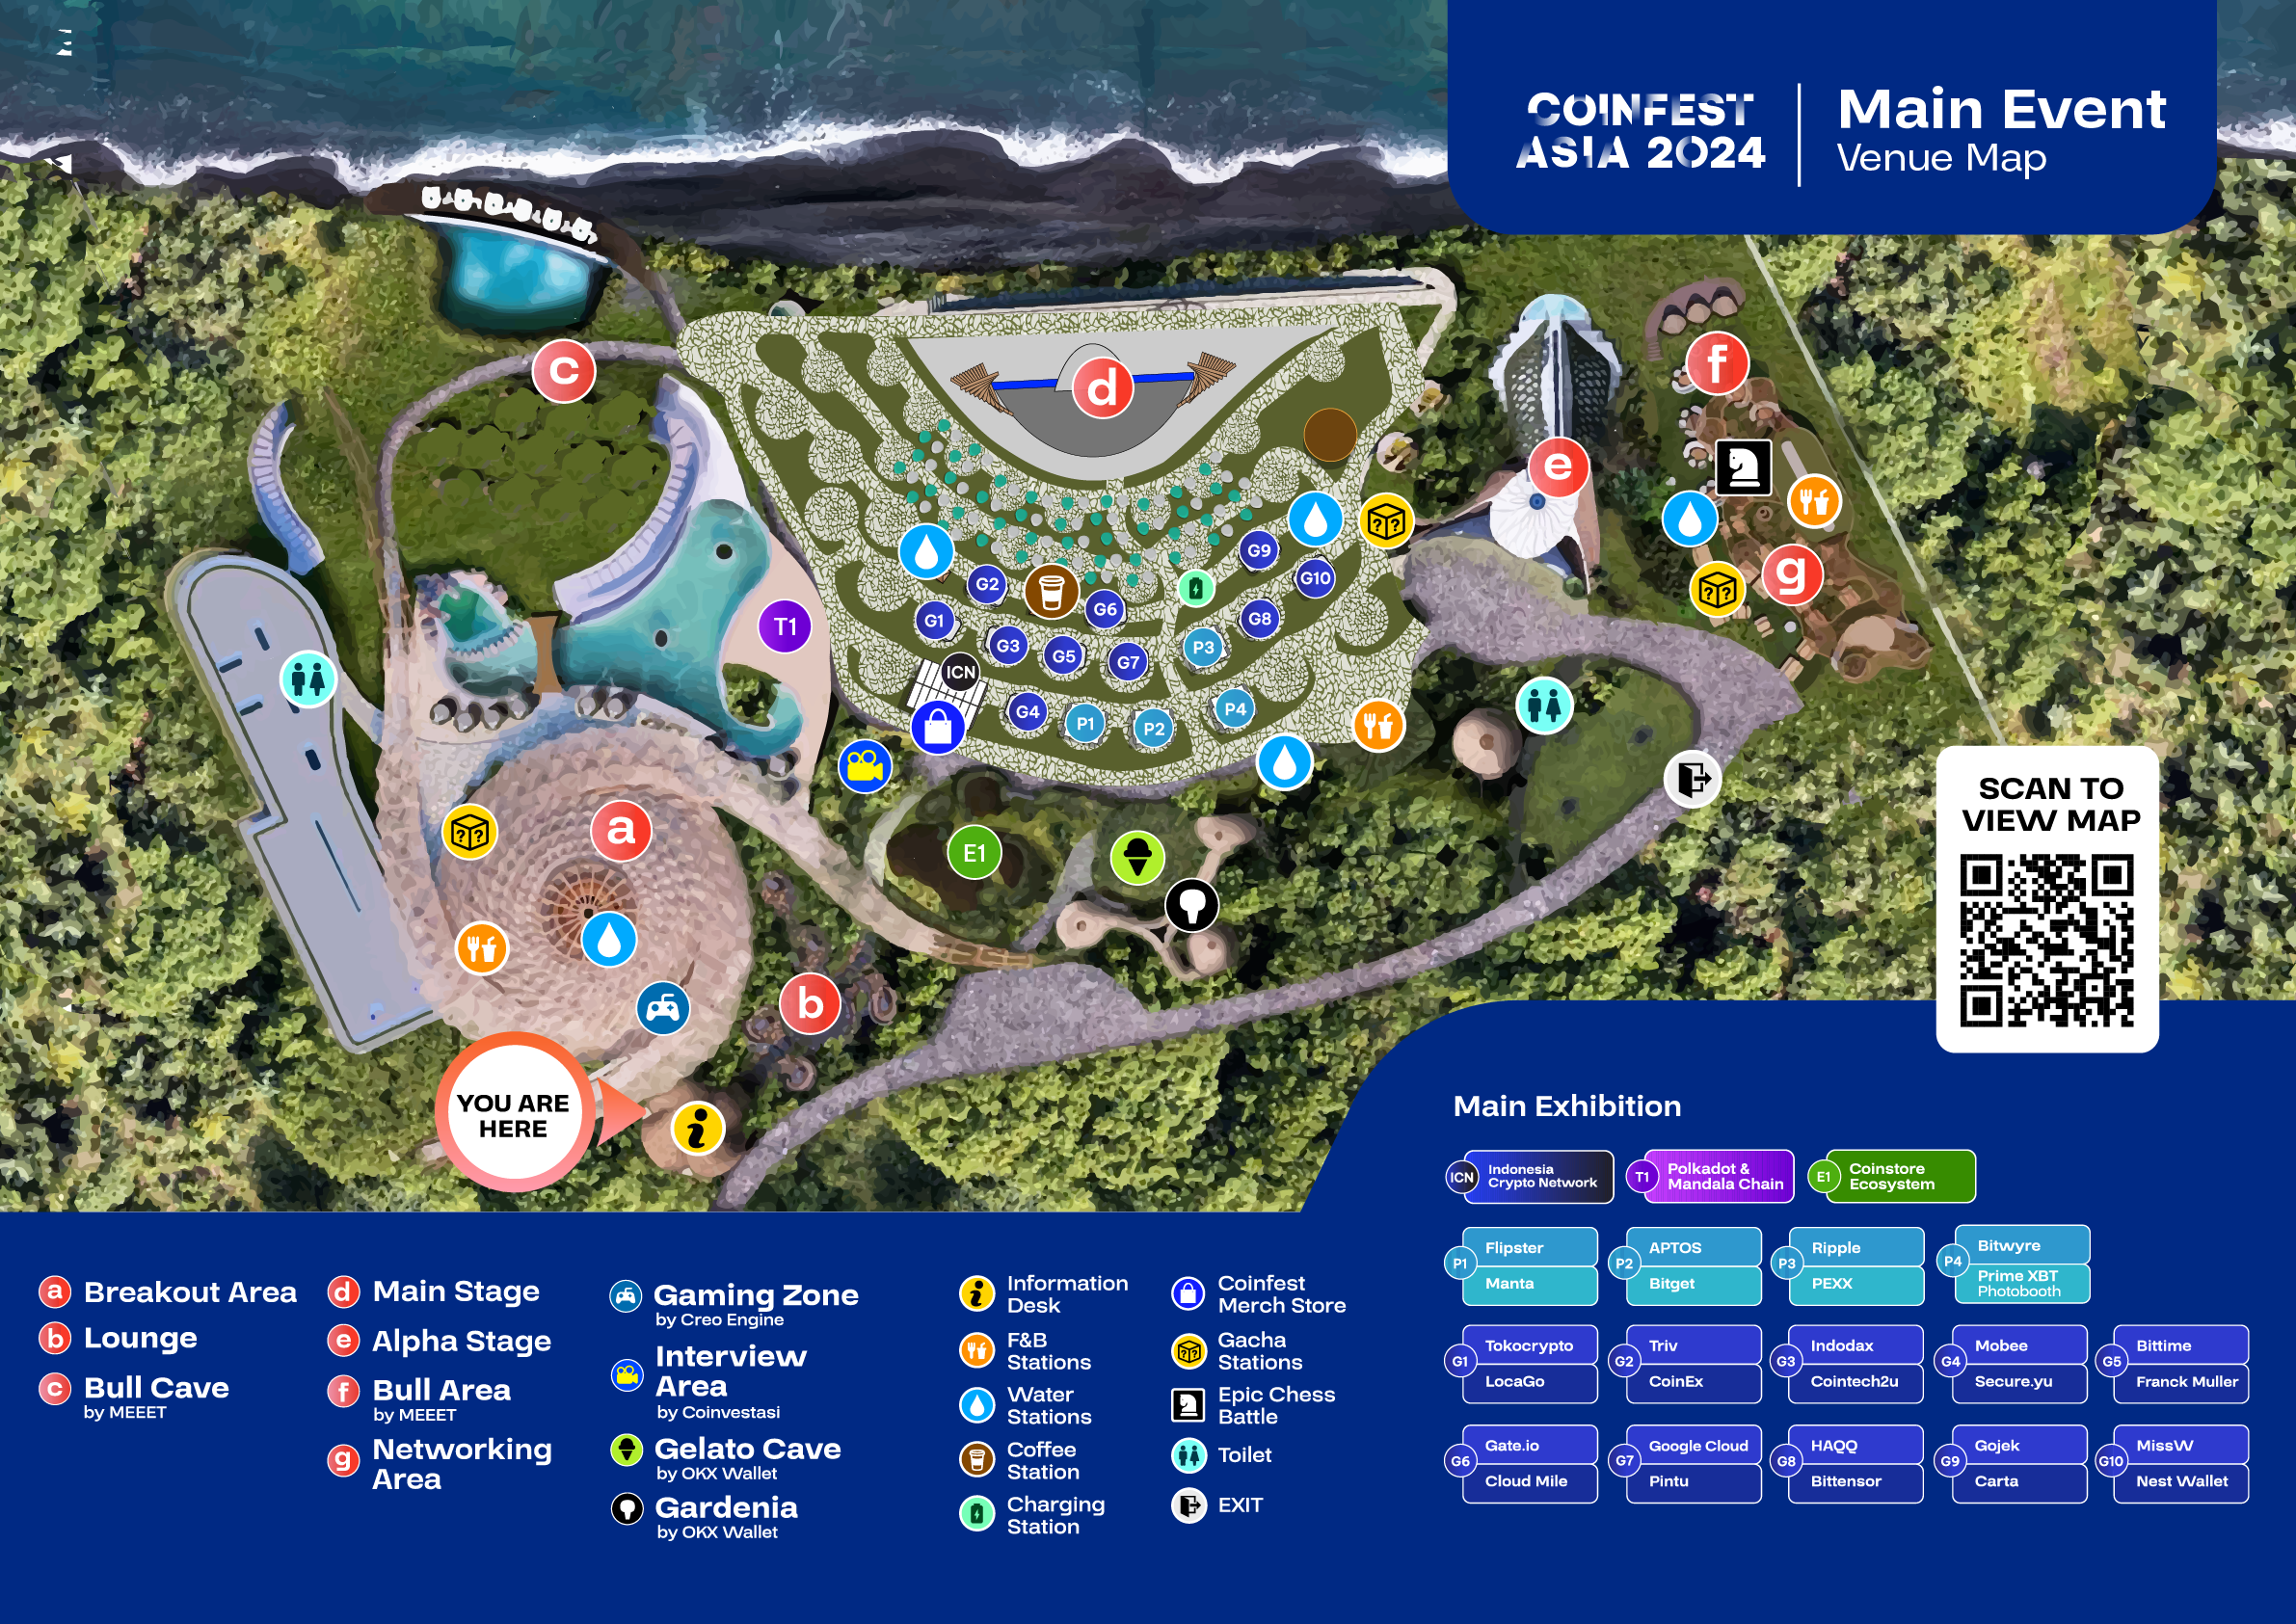 COINFEST
ASIA 2024
Main Event
Venue Map
c
d
f
e
g
G9
G10
G2
G6
G1
G8
T1
G3
G5
G7
P3
ICN
G4
P1
P2
P4
a
E1
b
YOU ARE
HERE
SCAN TO
VIEW MAP
a Breakout Area
b Lounge
c Bull Cave
by MEEET
d Main Stage
e Alpha Stage
f Bull Area
by MEEET
g Networking
Area
Gaming Zone
by Creo Engine
Interview
Area
by Coinvestasi
Gelato Cave
by OKX Wallet
Gardenia
by OKX Wallet
Information
Desk
F&B
Stations
Water
Stations
Coffee
Station
Charging
Station
Coinfest
Merch Store
Gacha
Stations
Epic Chess
Battle
Toilet
EXIT
Main Exhibition
ICN
Indonesia
Crypto Network
T1
Polkadot &
Mandala Chain
E1
Coinstore
Ecosystem
P1
Flipster
Manta
P2
APTOS
Bitget
P3
Ripple
PEXX
P4
Bitwyre
Prime XBT
Photobooth
G1
Tokocrypto
LocaGo
G2
Triv
CoinEx
G3
Indodax
Cointech2u
G4
Mobee
Secure.yu
G5
Bittime
Franck Muller
G6
Gate.io
Cloud Mile
G7
Google Cloud
Pintu
G8
HAQQ
Bittensor
G9
Gojek
Carta
G10
MissW
Nest Wallet